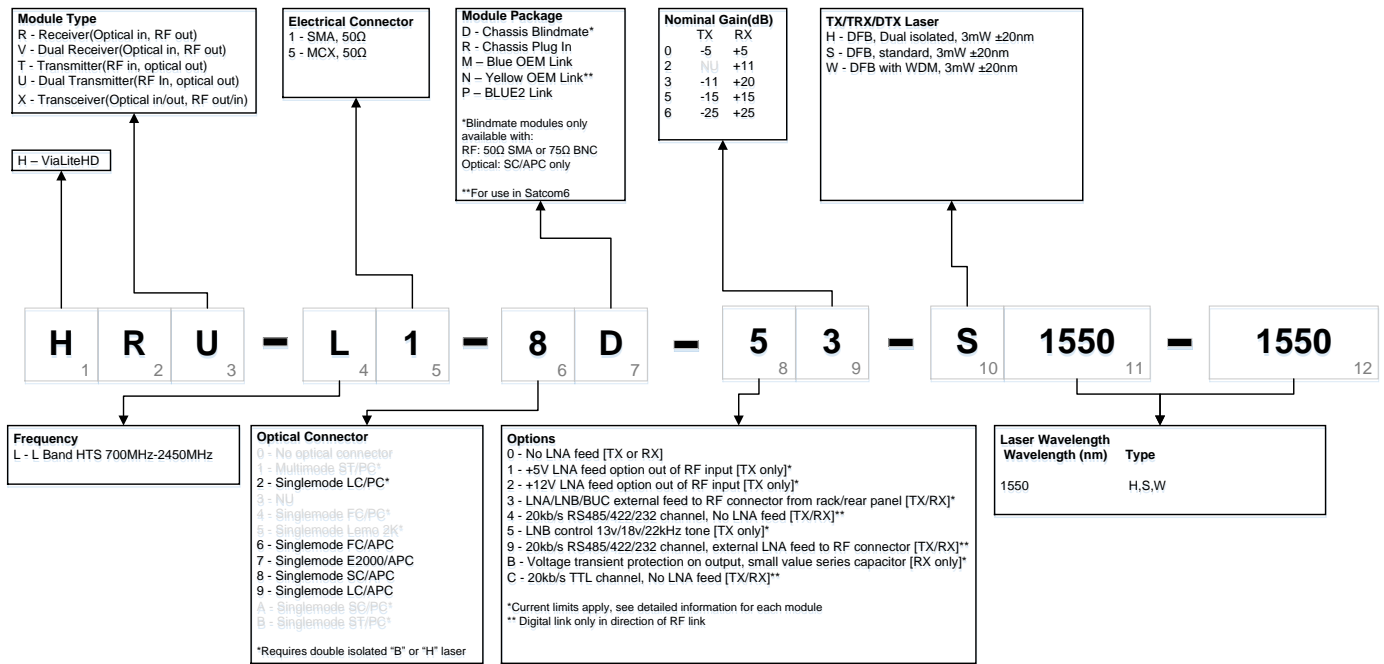 Module Type
R - Receiver(Optical in, RF out)
V - Dual Receiver(Optical in, RF out)
T - Transmitter(RF in, optical out)
U - Dual Transmitter(RF In, optical out)
X - Transceiver(Optical in/out, RF out/in)
Electrical Connector
1 - SMA, 50Ω
5 - MCX, 50Ω
Module Package
D - Chassis Blindmate*
R - Chassis Plug In
M – Blue OEM Link
N – Yellow OEM Link**
P – BLUE2 Link
*Blindmate modules only
available with:
RF: 50Ω SMA or 75Ω BNC
Optical: SC/APC only
**For use in Satcom6
Nominal Gain(dB)
TX RX
0 -5 +5
2 NU +11
3 -11 +20
5 -15 +15
6 -25 +25
TX/TRX/DTX Laser
H - DFB, Dual isolated, 3mW ±20nm
S - DFB, standard, 3mW ±20nm
W - DFB with WDM, 3mW ±20nm
H – ViaLiteHD
H R U - L 1 - 8 D - 5 3 - S 1550 - 1550
1 2 3 4 5 6 7 8 9 10 11 12
Frequency
L - L Band HTS 700MHz-2450MHz
Optical Connector
0 - No optical connector
1 - Multimode ST/PC*
2 - Singlemode LC/PC*
3 - NU
4 - Singlemode FC/PC*
5 - Singlemode Lemo 2K*
6 - Singlemode FC/APC
7 - Singlemode E2000/APC
8 - Singlemode SC/APC
9 - Singlemode LC/APC
A - Singlemode SC/PC*
B - Singlemode ST/PC*
*Requires double isolated “B” or “H” laser
Options
0 - No LNA feed [TX or RX]
1 - +5V LNA feed option out of RF input [TX only]*
2 - +12V LNA feed option out of RF input [TX only]*
3 - LNA/LNB/BUC external feed to RF connector from rack/rear panel [TX/RX]*
4 - 20kb/s RS485/422/232 channel, No LNA feed [TX/RX]**
5 - LNB control 13v/18v/22kHz tone [TX only]*
9 - 20kb/s RS485/422/232 channel, external LNA feed to RF connector [TX/RX]**
B - Voltage transient protection on output, small value series capacitor [RX only]*
C - 20kb/s TTL channel, No LNA feed [TX/RX]**
*Current limits apply, see detailed information for each module
** Digital link only in direction of RF link
Laser Wavelength
Wavelength (nm) Type
1550 H,S,W